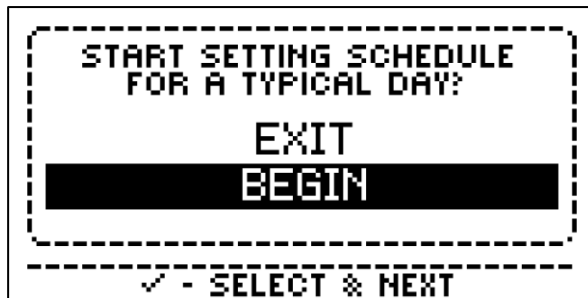 START SETTING SCHEDULE
FOR A TYPICAL DAY?
EXIT
BEGIN
✓ - SELECT & NEXT